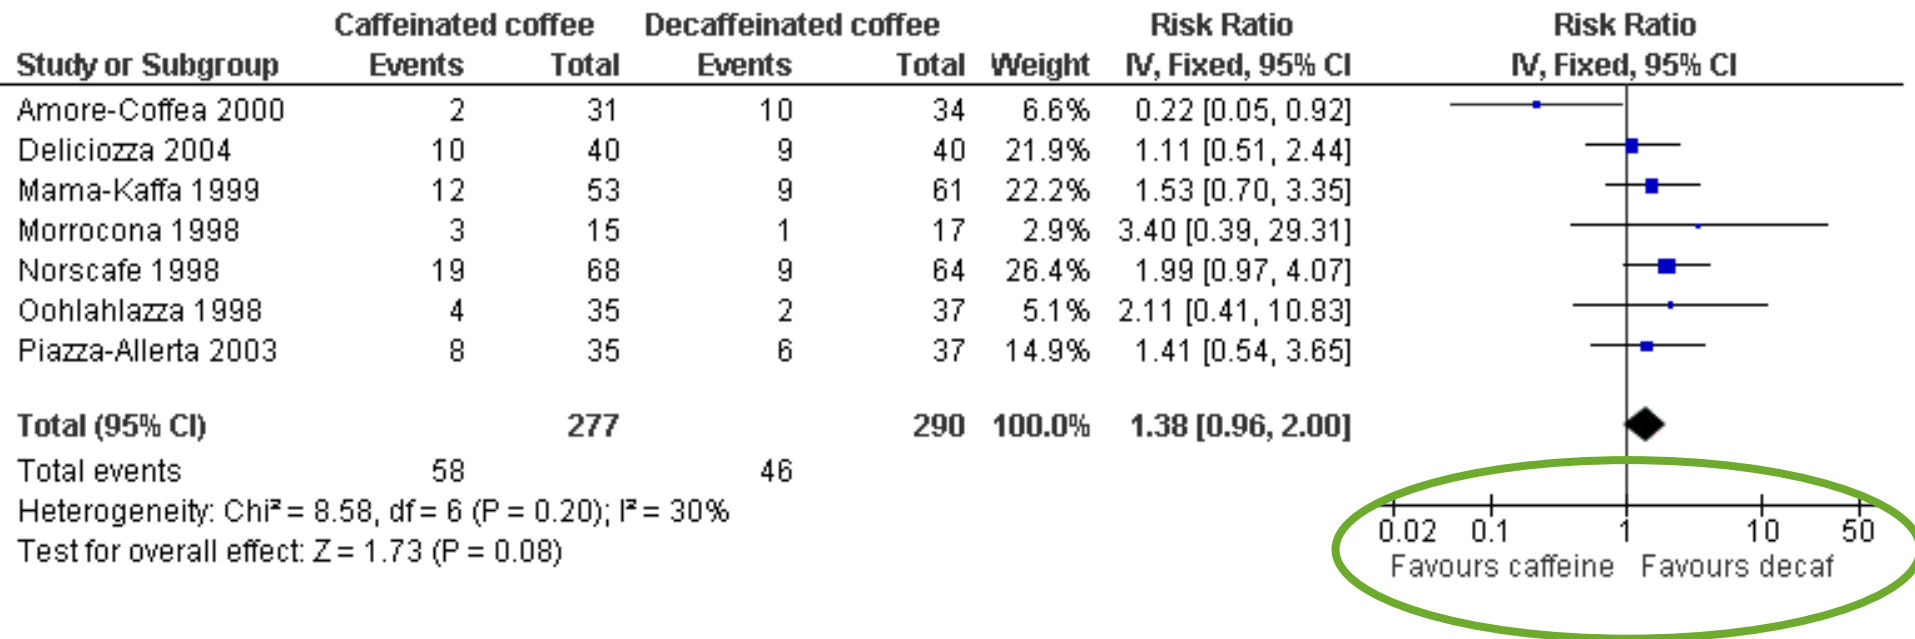 Caffeinated coffee Decaffeinated coffee Risk Ratio Risk Ratio
Study or Subgroup Events Total Events Total Weight IV, Fixed, 95% CI IV, Fixed, 95% CI
Amore-Coffea 2000 2 31 10 34 6.6% 0.22 [0.05, 0.92]
Deliciozza 2004 10 40 9 40 21.9% 1.11 [0.51, 2.44]
Mama-Kaffa 1999 12 53 9 61 22.2% 1.53 [0.70, 3.35]
Morrocona 1998 3 15 1 17 2.9% 3.40 [0.39, 29.31]
Norscafe 1998 19 68 9 64 26.4% 1.99 [0.97, 4.07]
Oohlahlazza 1998 4 35 2 37 5.1% 2.11 [0.41, 10.83]
Piazza-Allerta 2003 8 35 6 37 14.9% 1.41 [0.54, 3.65]
Total (95% CI) 277 290 100.0% 1.38 [0.96, 2.00]
Total events 58 46
Heterogeneity: Chi² = 8.58, df = 6 (P = 0.20); I² = 30%
Test for overall effect: Z = 1.73 (P = 0.08)
0.02 0.1 1 10 50
Favours caffeine Favours decaf